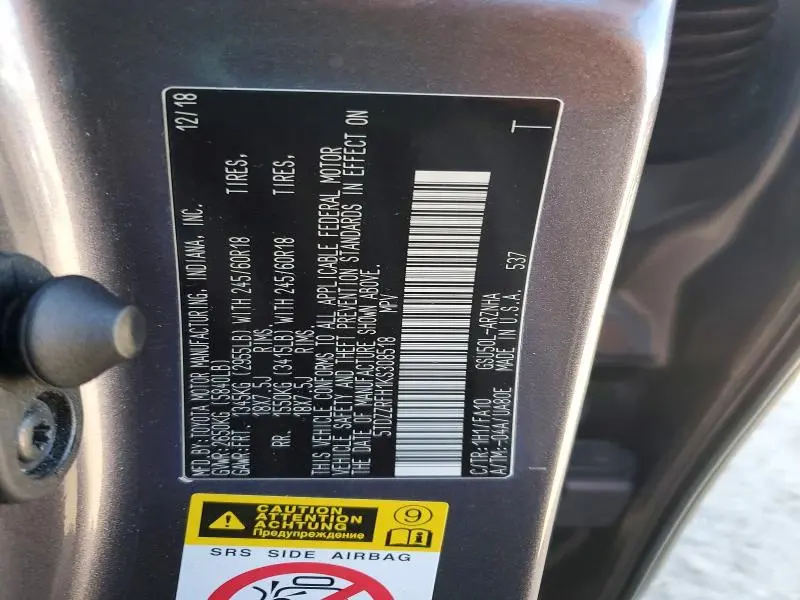 MFD.BY:TOYOTA MOTOR MANUFACTURING, INDIANA, INC. 12/18
GVWR:2650KG (5840LB)
GAWR:FRT. 1345KG (2965LB) WITH 245/60R18 TIRES,
18X7.5J RIMS.
RR. 1550KG (3415LB) WITH 245/60R18 TIRES,
18X7.5J RIMS.
THIS VEHICLE CONFORMS TO ALL APPLICABLE FEDERAL MOTOR
VEHICLE SAFETY AND THEFT PREVENTION STANDARDS IN EFFECT ON
THE DATE OF MANUFACTURE SHOWN ABOVE.
5TDZZRFH1KS308518 MPV
C/TR:1H1/FA10 GSU50L-ARZNHA
A/TM:-04A/UA80E MADE IN U.S.A. 537 T
CAUTION
ATTENTION
ACHTUNG
Предупреждение
9
i
SRS SIDE AIRBAG